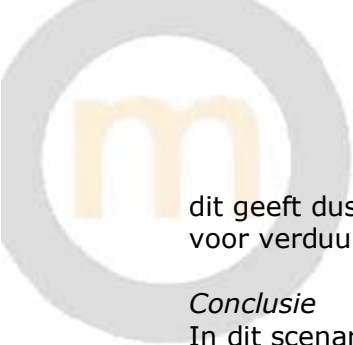 m
dit geeft dus
voor verduu
Conclusie
In dit scenar